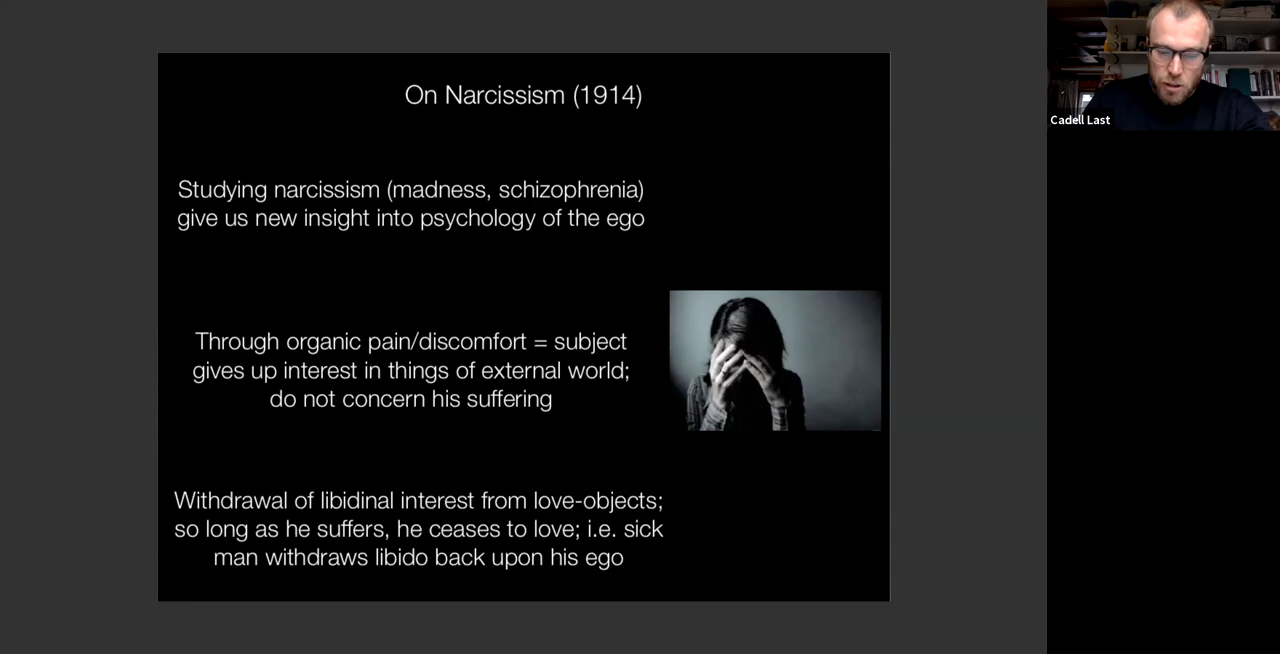 On Narcissism (1914)
Studying narcissism (madness, schizophrenia)
give us new insight into psychology of the ego
Through organic pain/discomfort = subject
gives up interest in things of external world;
do not concern his suffering
Withdrawal of libidinal interest from love-objects;
so long as he suffers, he ceases to love; i.e. sick
man withdraws libido back upon his ego
Cadell Last